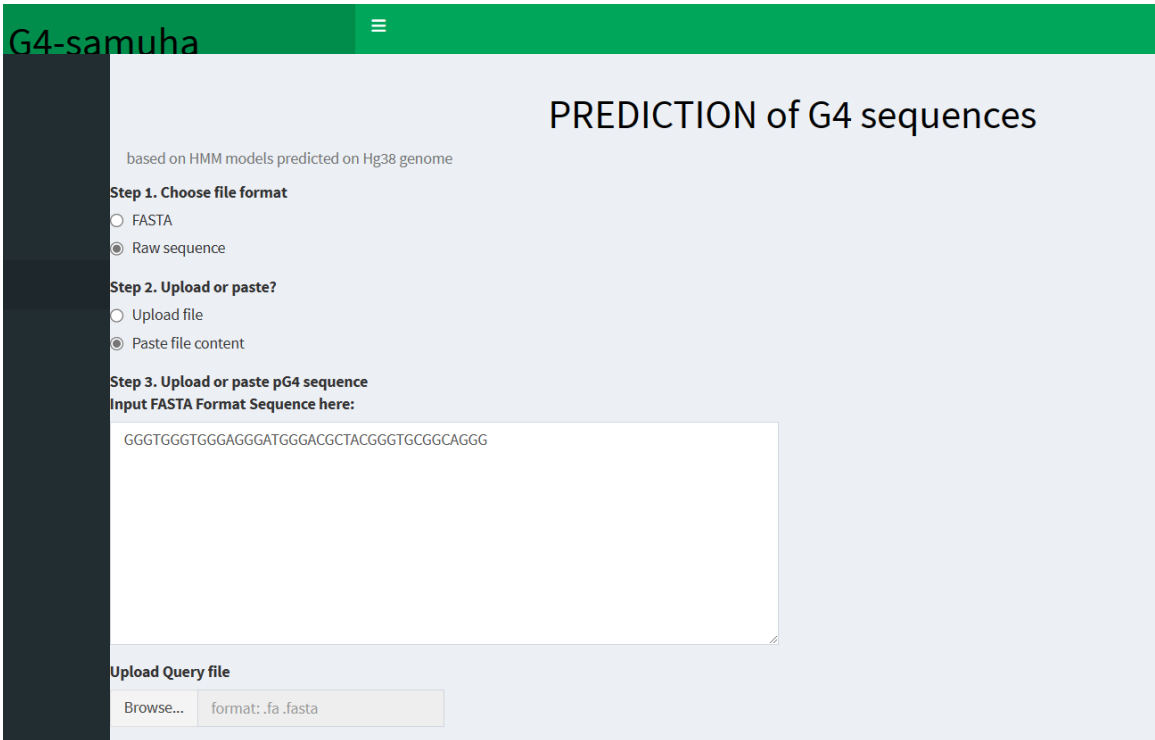 G4-samuha
PREDICTION of G4 sequences
based on HMM models predicted on Hg38 genome
Step 1. Choose file format
FASTA
Raw sequence
Step 2. Upload or paste?
Upload file
Paste file content
Step 3. Upload or paste pG4 sequence
Input FASTA Format Sequence here:
GGGTGGGTGGGAGGGATGGGACGCTACGGGTGCGGCAGGG
Upload Query file
Browse... format: .fa .fasta